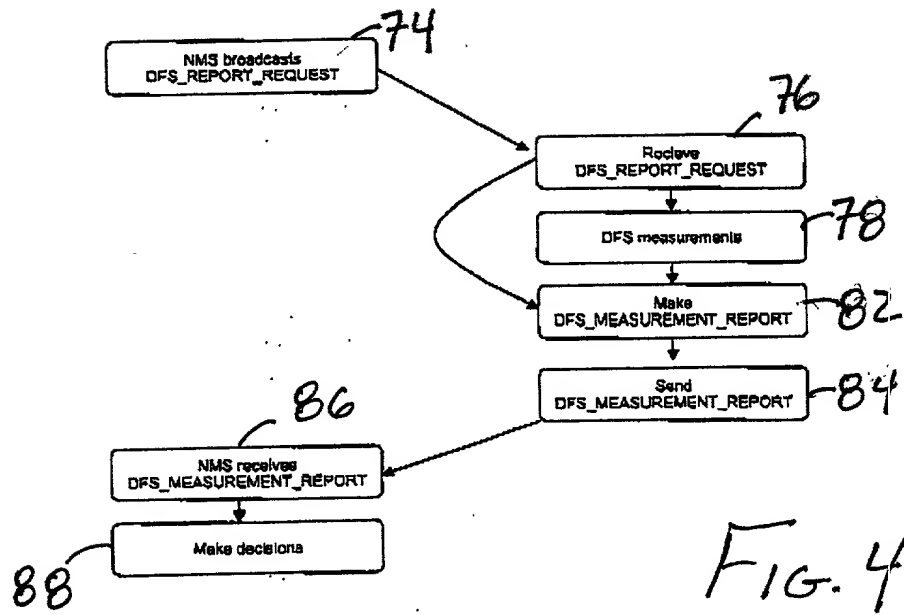 74
NMS broadcasts
DFS_REPORT_REQUEST
76
Recieve
DFS_REPORT_REQUEST
78
DFS measurements
Make
DFS_MEASUREMENT_REPORT
82
Send
DFS_MEASUREMENT_REPORT
84
86
NMS receives
DFS_MEASUREMENT_REPORT
Make decisions
88
FIG. 4